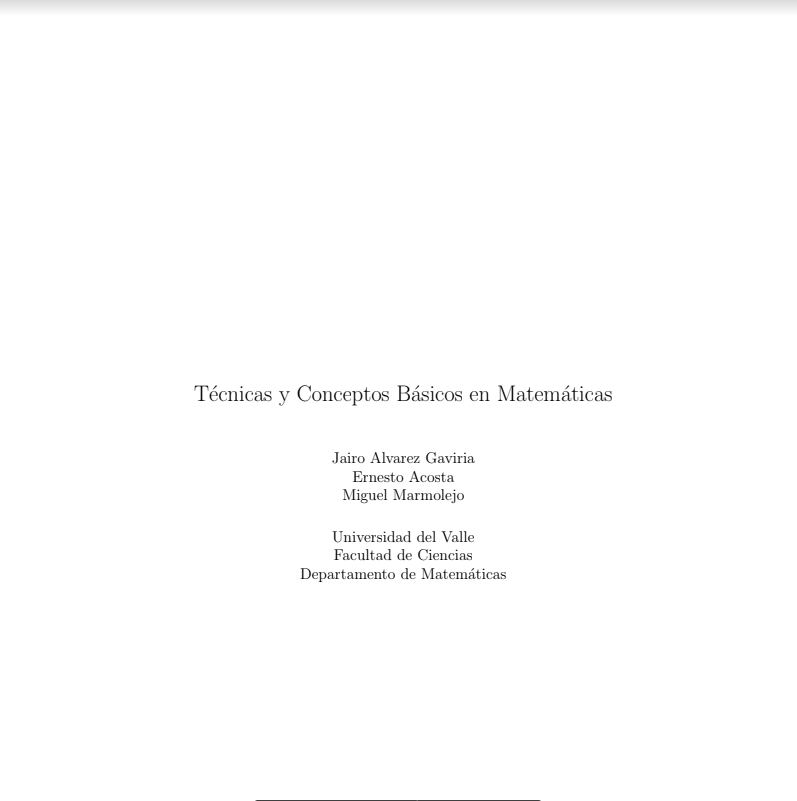 Técnicas y Conceptos Básicos en Matemáticas
Jairo Alvarez Gaviria
Ernesto Acosta
Miguel Marmolejo
Universidad del Valle
Facultad de Ciencias
Departamento de Matemáticas